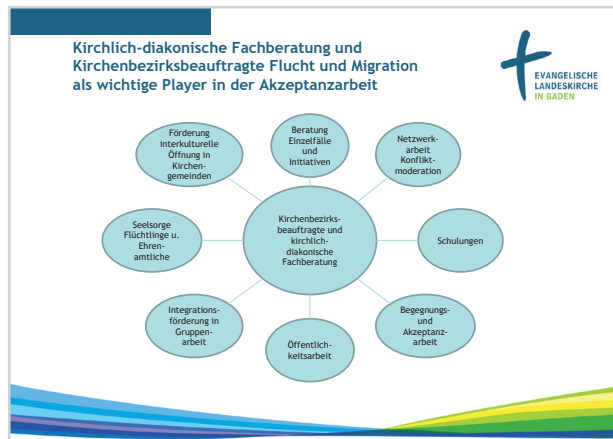 Kirchlich-diakonische Fachberatung und
Kirchenbezirksbeauftragte Flucht und Migration
als wichtige Player in der Akzeptanzarbeit
EVANGELISCHE
LANDESKIRCHE
IN BADEN
Förderung
interkulturelle
Öffnung in
Kirchen-
gemeinden
Beratung
Einzelfälle
und
Initiativen
Netzwerk-
arbeit
Konflikt-
moderation
Seelsorge
Flüchtlinge u.
Ehren-
amtliche
Kirchenbezirks-
beauftragte und
kirchlich-
diakonische
Fachberatung
Schulungen
Integrations-
förderung in
Gruppen-
arbeit
Öffentlich-
keitsarbeit
Begegnungs-
und
Akzeptanz-
arbeit